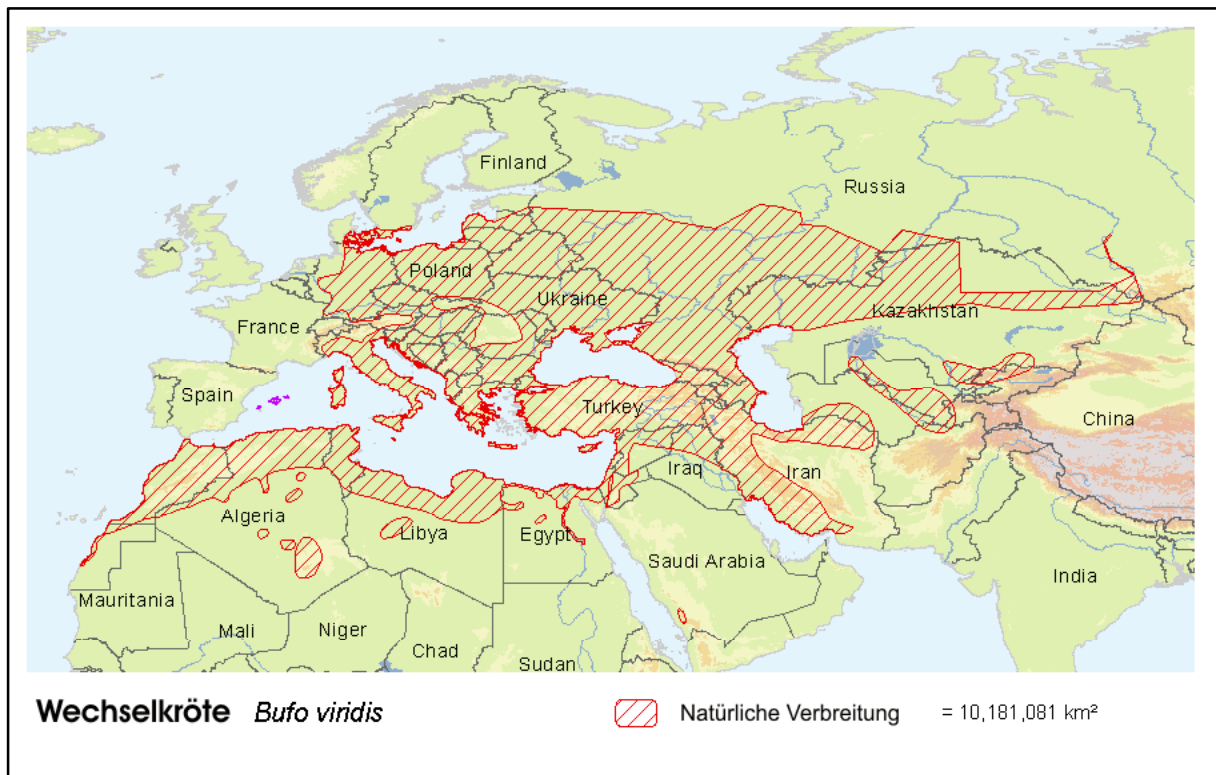 Finland
Russia
Poland
Ukraine
Kazakhstan
France
Spain
Turkey
China
Iraq
Iran
Algeria
Libya
Egypt
Saudi Arabia
India
Mauritania
Mali
Niger
Chad
Sudan
Wechselkröte Bufo viridis
Natürliche Verbreitung = 10,181,081 km²